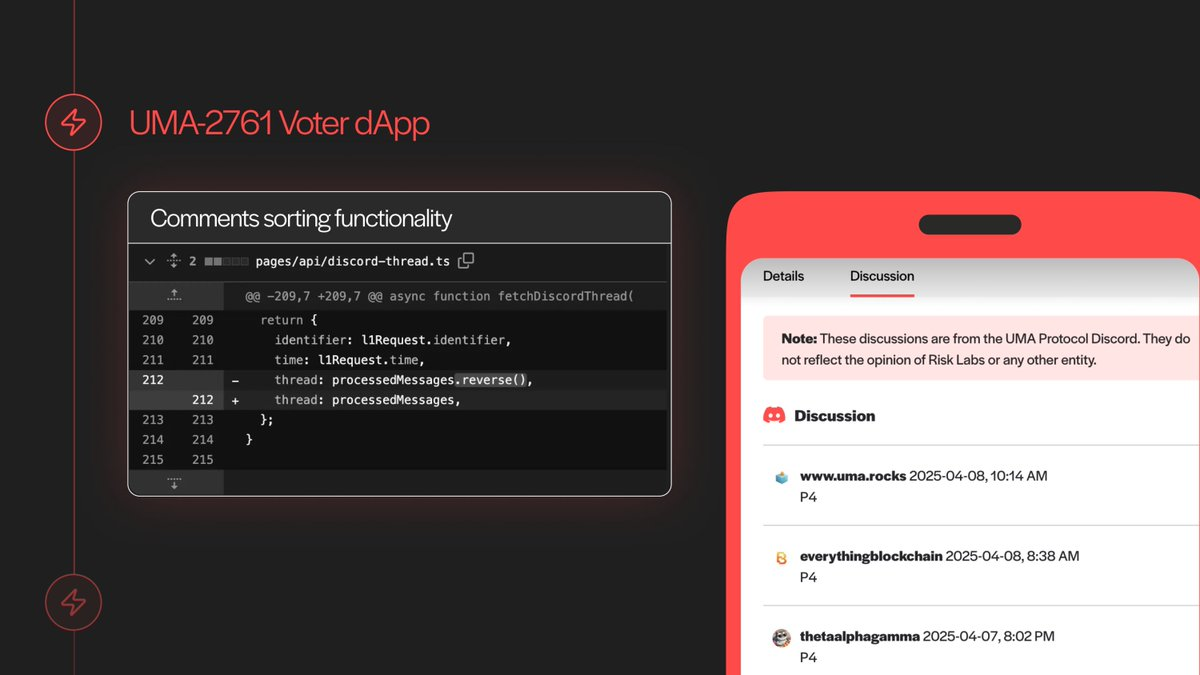 UMA-2761 Voter dApp
Comments sorting functionality
2 pages/api/discord-thread.ts
@@ -209,7 +209,7 @@ async function fetchDiscordThread(
209 209 return {
210 210 identifier: l1Request.identifier,
211 211 time: l1Request.time,
212 - thread: processedMessages.reverse(),
212 + thread: processedMessages,
213 213 };
214 214 }
215 215
Details Discussion
Note: These discussions are from the UMA Protocol Discord. They do
not reflect the opinion of Risk Labs or any other entity.
Discussion
www.uma.rocks 2025-04-08, 10:14 AM
P4
everythingblockchain 2025-04-08, 8:38 AM
P4
thetaalphagamma 2025-04-07, 8:02 PM
P4